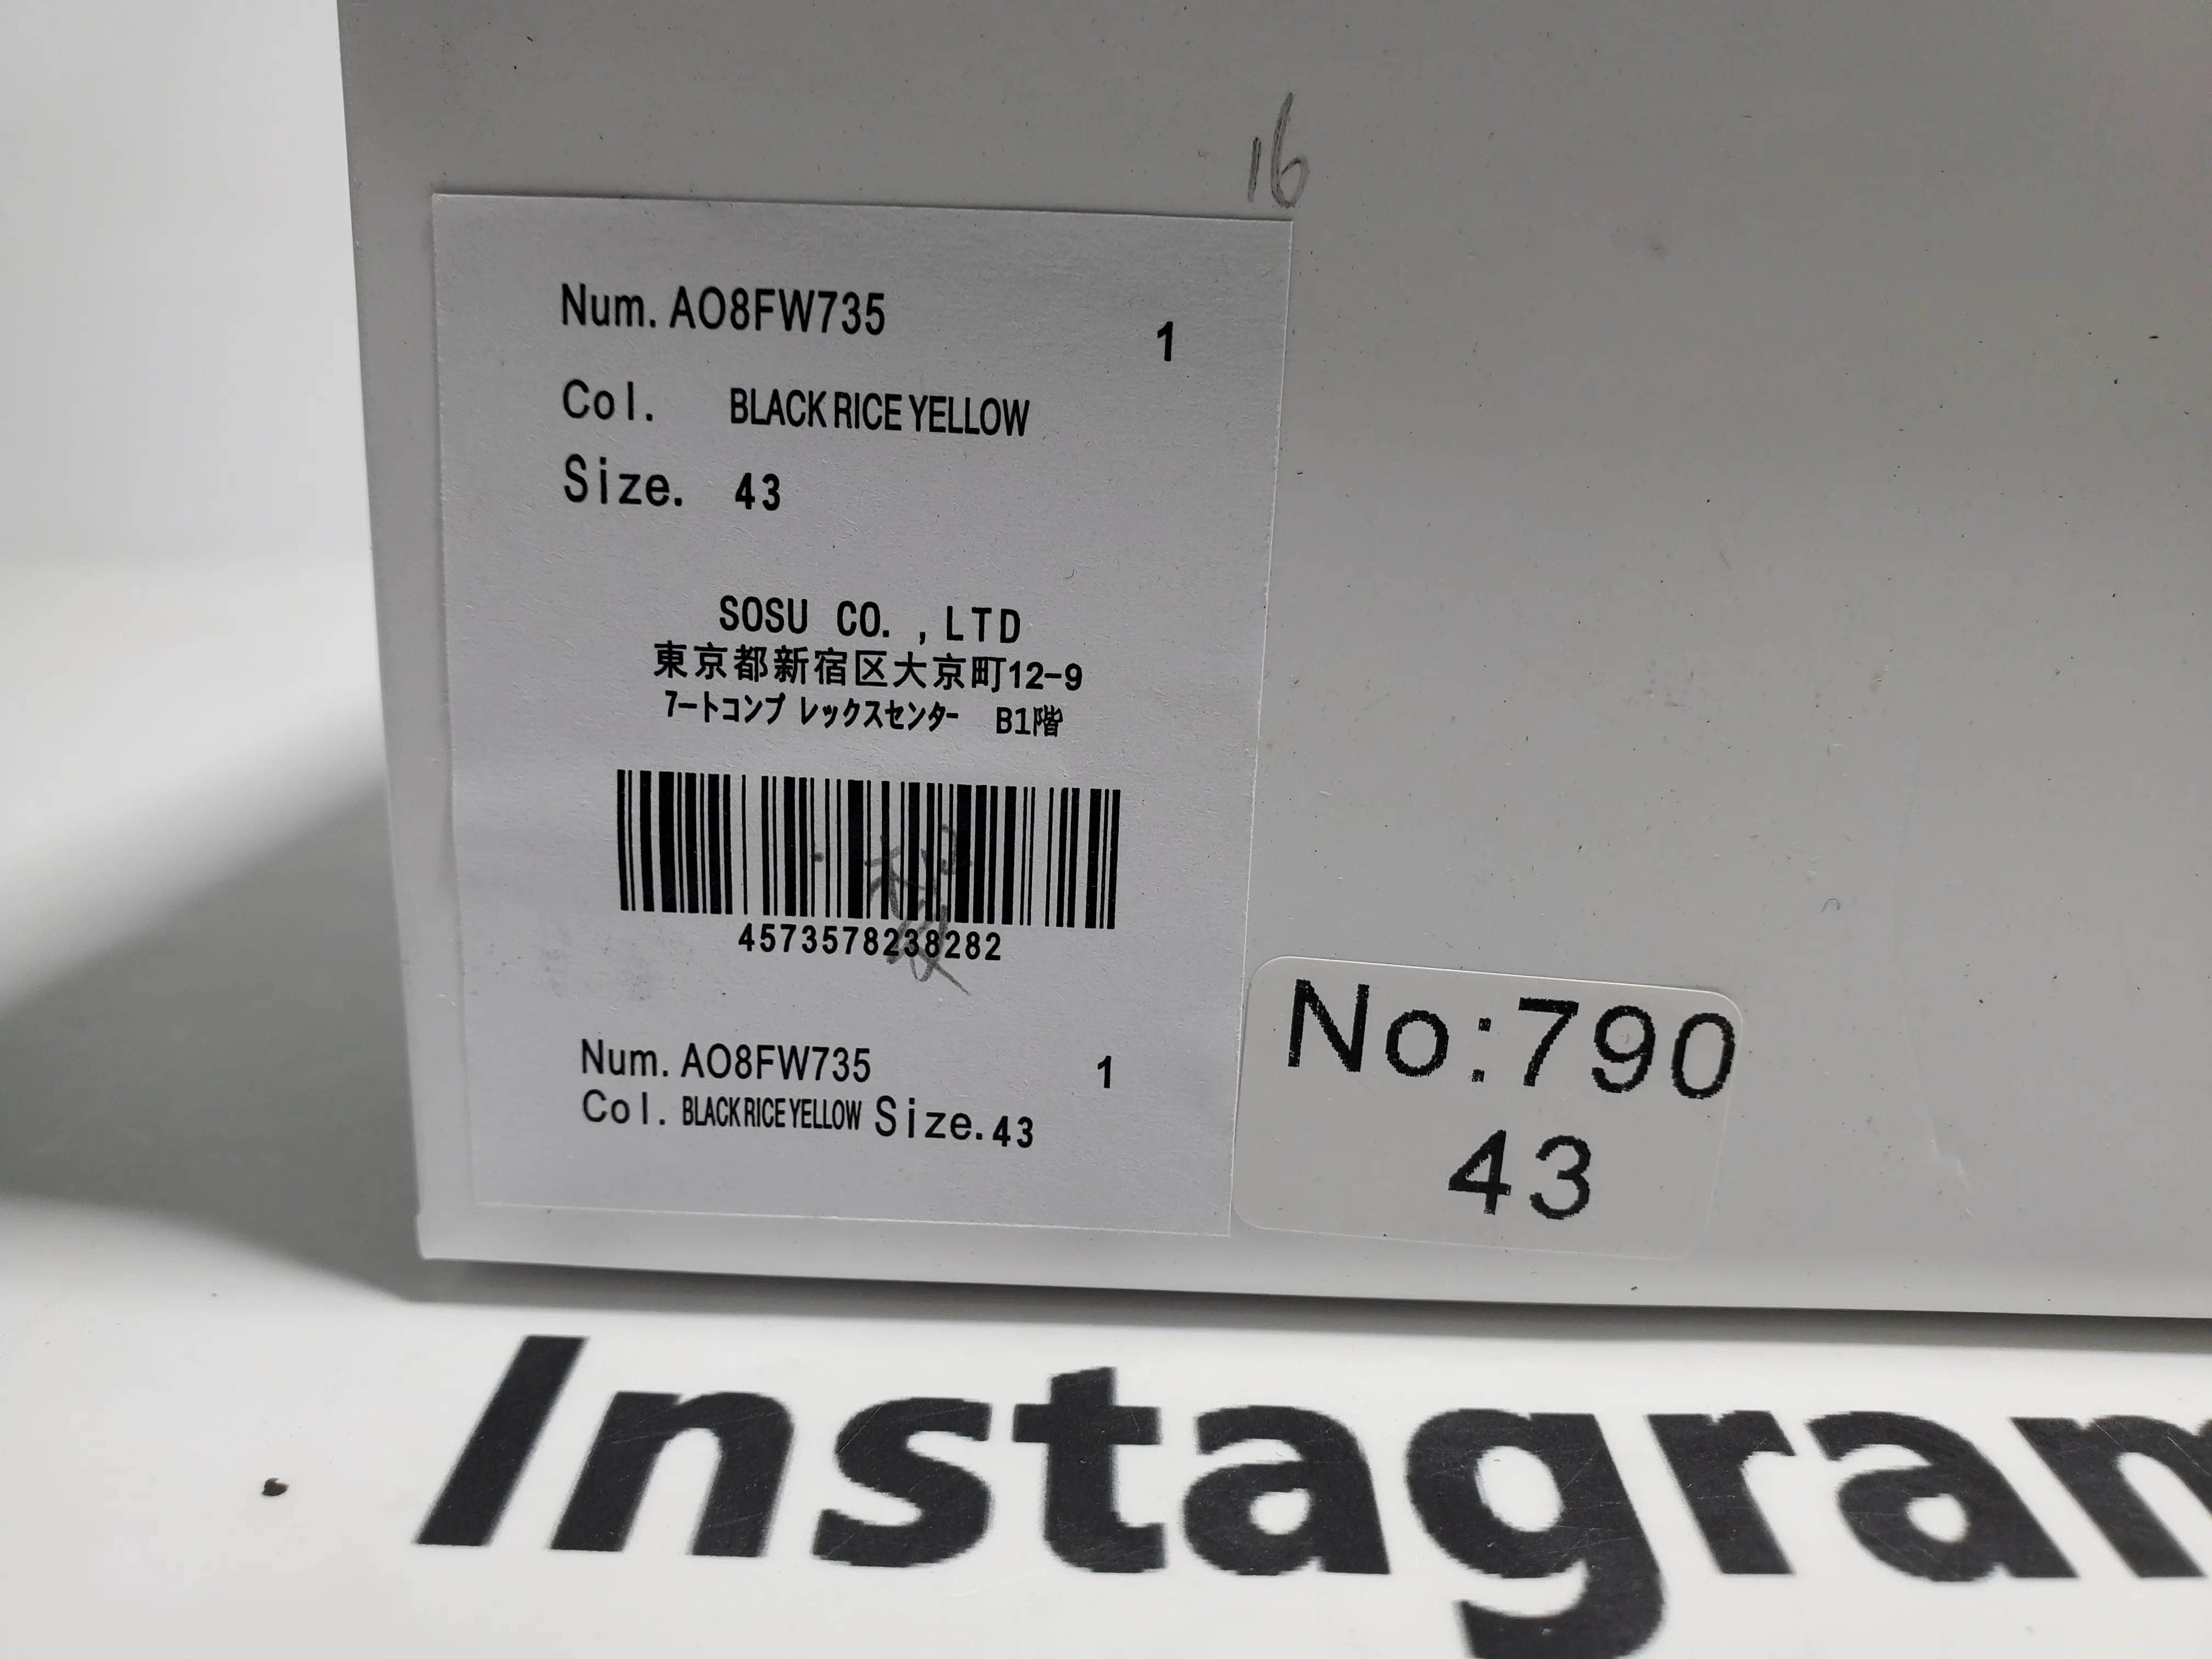 16
Num. AO8FW735 1
Col. BLACK RICE YELLOW
Size. 43
SOSU CO. , LTD
東京都新宿区大京町12-9
7ートコンプ レックスセンター B1階
4573578238282
Num. AO8FW735 1
Col. BLACK RICE YELLOW Size. 43
No:790
43
Instagram